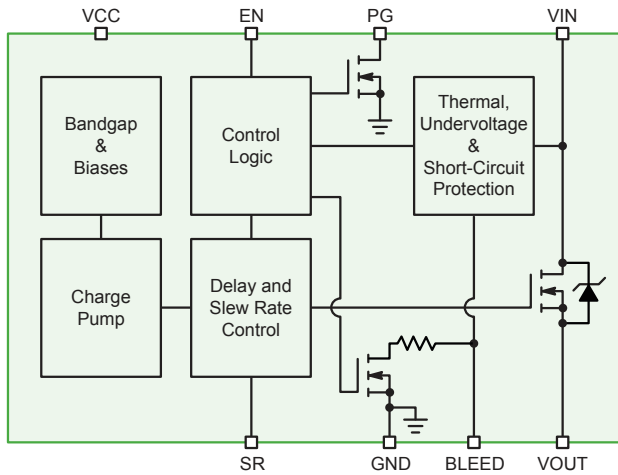 VCC
EN
PG
VIN
Bandgap
&
Biases
Control
Logic
Thermal,
Undervoltage
&
Short-Circuit
Protection
Charge
Pump
Delay and
Slew Rate
Control
SR
GND
BLEED
VOUT